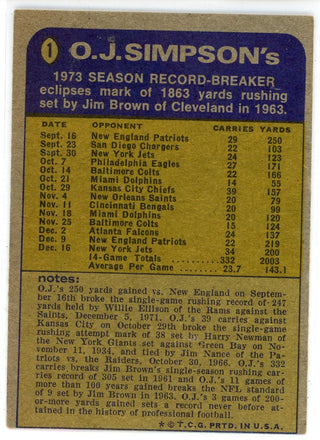 1 O.J. SIMPSON's
1973 SEASON RECORD-BREAKER
eclipses mark of 1863 yards rushing
set by Jim Brown of Cleveland in 1963.
DATE OPPONENT CARRIES YARDS
Sept. 16 New England Patriots 29 250
Sept. 23 San Diego Chargers 22 103
Sept. 30 New York Jets 24 123
Oct. 7 Philadelphia Eagles 27 171
Oct. 14 Baltimore Colts 22 166
Oct. 21 Miami Dolphins 14 55
Oct. 29 Kansas City Chiefs 39 157
Nov. 4 New Orleans Saints 20 79
Nov. 11 Cincinnati Bengals 20 99
Nov. 18 Miami Dolphins 20 120
Nov. 25 Baltimore Colts 15 124
Dec. 2 Atlanta Falcons 24 137
Dec. 9 New England Patriots 22 219
Dec. 16 New York Jets 34 200
14-Game Totals 332 2003
Average Per Game 23.7 143.1
notes:
O.J.'s 250 yards gained vs. New England on Septem-
ber 16th broke the single-game rushing record of 247
yards held by Willie Ellison of the Rams against the
Saints, December 5, 1971. O.J.'s 39 carries against
Kansas City on October 29th broke the single-game
rushing attempt mark of 38 set by Harry Newman of
the New York Giants set against Green Bay on Nov-
ember 11, 1934, and tied by Jim Nance of the Patriots
vs. the Raiders, October 30, 1966. O.J.'s 332
carries breaks Jim Brown's single-season rushing car-
ries record of 305 set in 1961 and O.J.'s 11 games of
more than 100 yards gained breaks the NFL standard
of 9 set by Jim Brown in 1963. O.J.'s 3 games of 200-
or-more yards gained sets a record never before at-
tained in the history of professional football.
* © T.C.G. PRTD. IN U.S.A.